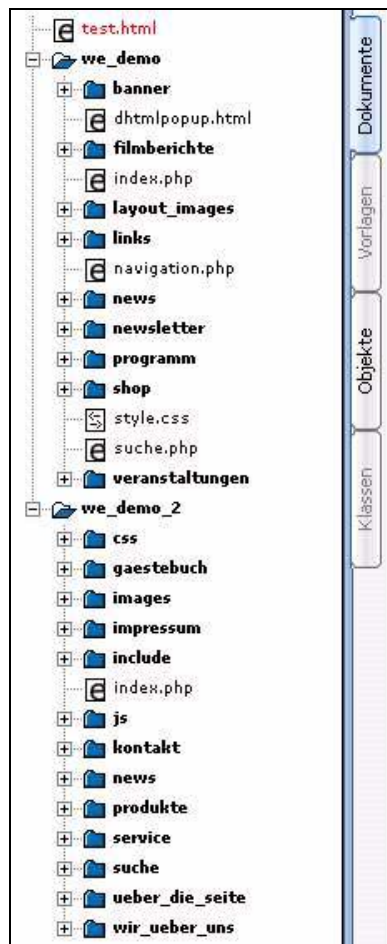 test.html
we_demo
banner
dhtmlpopup.html
filmberichte
index.php
layout_images
links
navigation.php
news
newsletter
programm
shop
style.css
suche.php
veranstaltungen
we_demo_2
css
gaestebuch
images
impressum
include
index.php
js
kontakt
news
produkte
service
suche
ueber_die_seite
wir_ueber_uns
Dokumente
Vorlagen
Objekte
Klassen